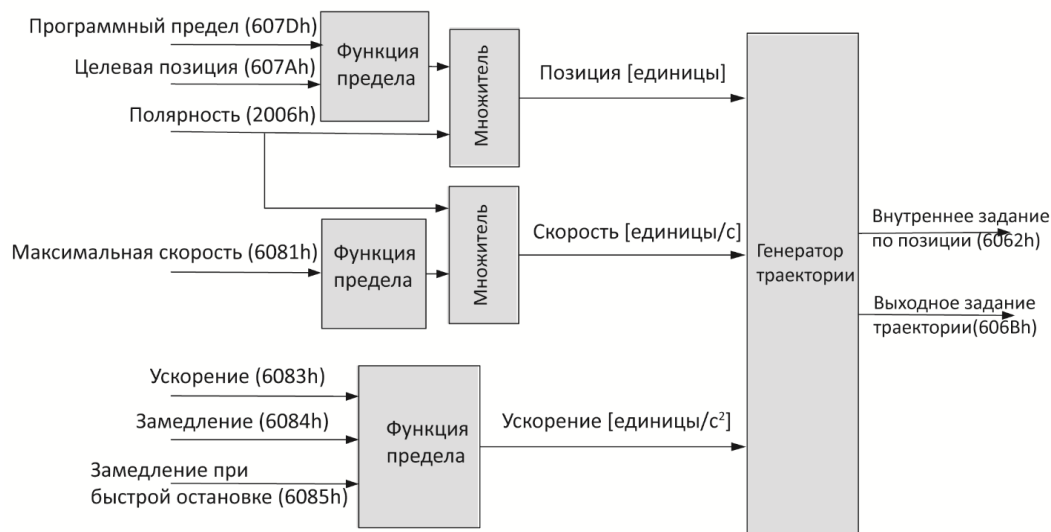 Программный предел (607Dh)
Целевая позиция (607Ah)
Полярность (2006h)
Функция
предела
Множитель
Позиция [единицы]
Максимальная скорость (6081h)
Функция
предела
Множитель
Скорость [единицы/с]
Ускорение (6083h)
Замедление (6084h)
Замедление при
быстрой остановке (6085h)
Функция
предела
Ускорение [единицы/с²]
Генератор
траектории
Внутреннее задание
по позиции (6062h)
Выходное задание
траектории(606Bh)